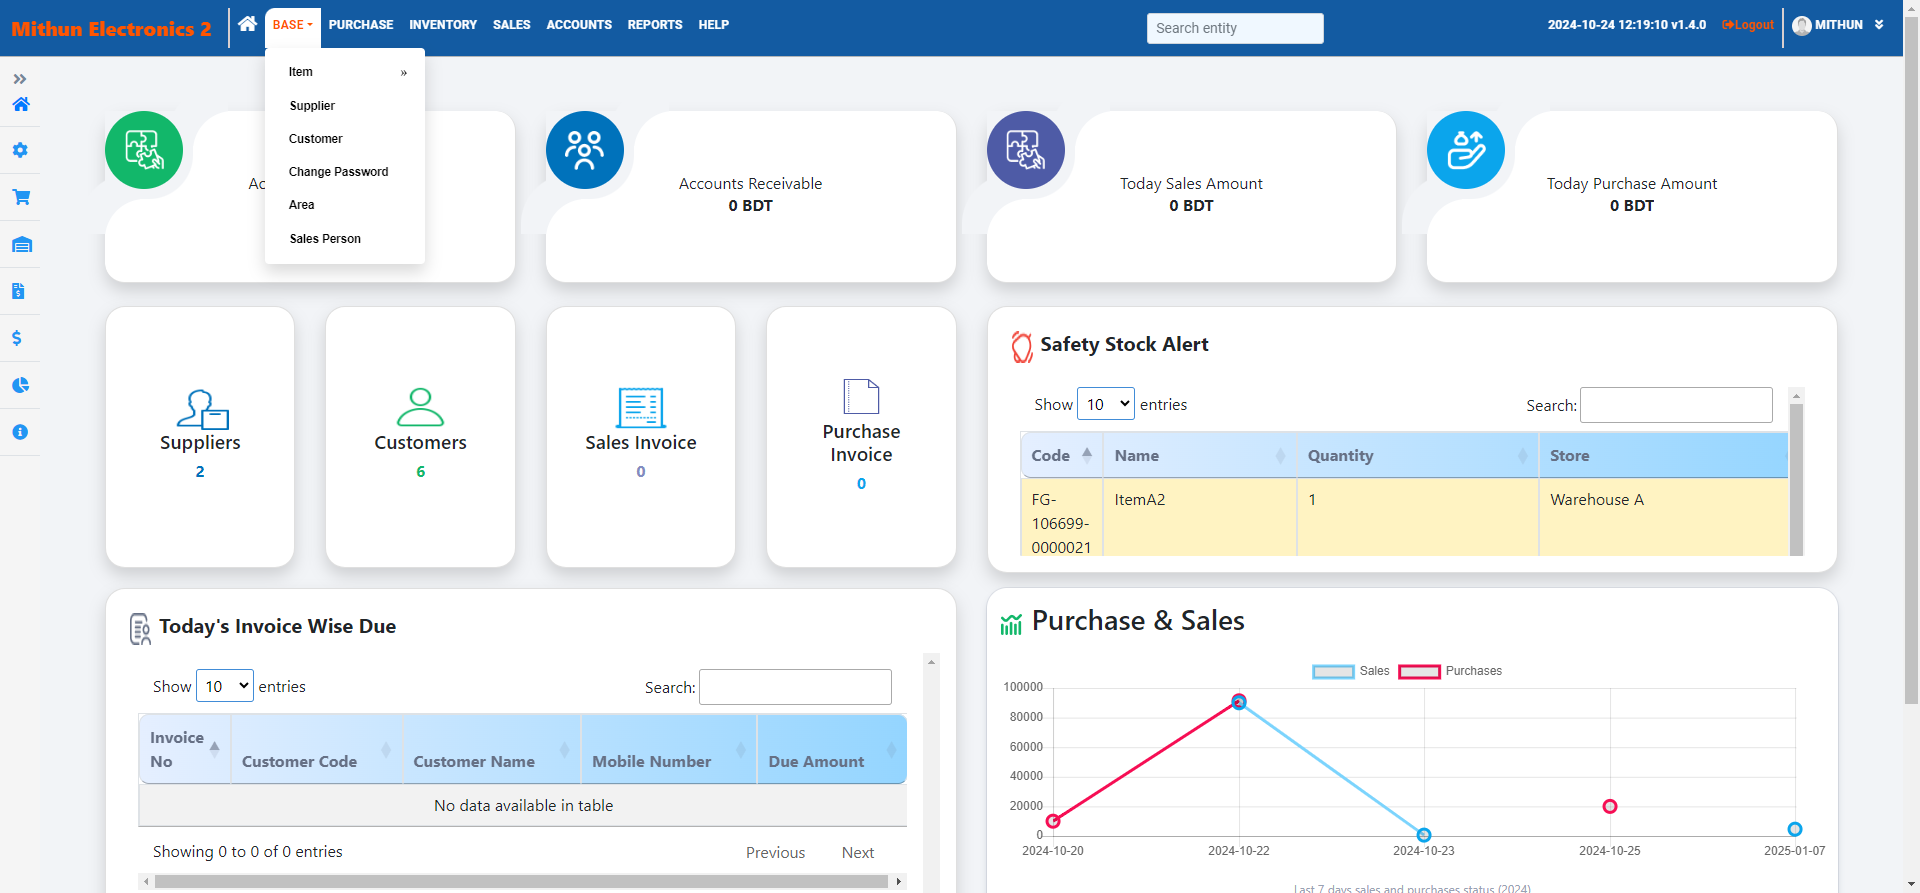 Mithun Electronics 2
BASE
PURCHASE
INVENTORY
SALES
ACCOUNTS
REPORTS
HELP
Search entity
2024-10-24 12:19:10 v1.4.0
Logout
MITHUN
Item »
Supplier
Customer
Change Password
Area
Sales Person
Ac
Accounts Receivable
0 BDT
Today Sales Amount
0 BDT
Today Purchase Amount
0 BDT
Suppliers
2
Customers
6
Sales Invoice
0
Purchase
Invoice
0
Safety Stock Alert
Show 10 entries
Search:
Code Name Quantity Store
FG-
106699-
0000021
ItemA2
1
Warehouse A
Today's Invoice Wise Due
Show 10 entries
Search:
Invoice
No
Customer Code
Customer Name
Mobile Number
Due Amount
No data available in table
Showing 0 to 0 of 0 entries
Previous
Next
Purchase & Sales
Sales
Purchases
100000
80000
60000
40000
20000
0
2024-10-20
2024-10-22
2024-10-23
2024-10-25
2025-01-07
Last 7 days sales and purchases status (2024)